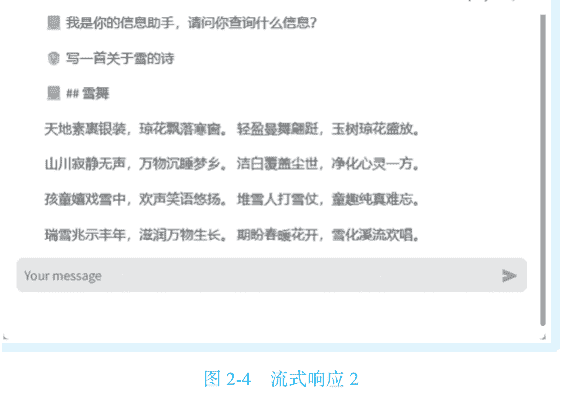 我是你的信息助手，请问你查询什么信息？
写一首关于雪的诗
## 雪舞
天地素裹银装，琼花飘落寒窗。 轻盈曼舞翩跹，玉树琼花盛放。
山川寂静无声，万物沉睡梦乡。 洁白覆盖尘世，净化心灵一方。
孩童嬉戏雪中，欢声笑语悠扬。 堆雪人打雪仗，童趣纯真难忘。
瑞雪兆示丰年，滋润万物生长。 期盼春暖花开，雪化溪流欢唱。
Your message
图 2-4 流式响应 2